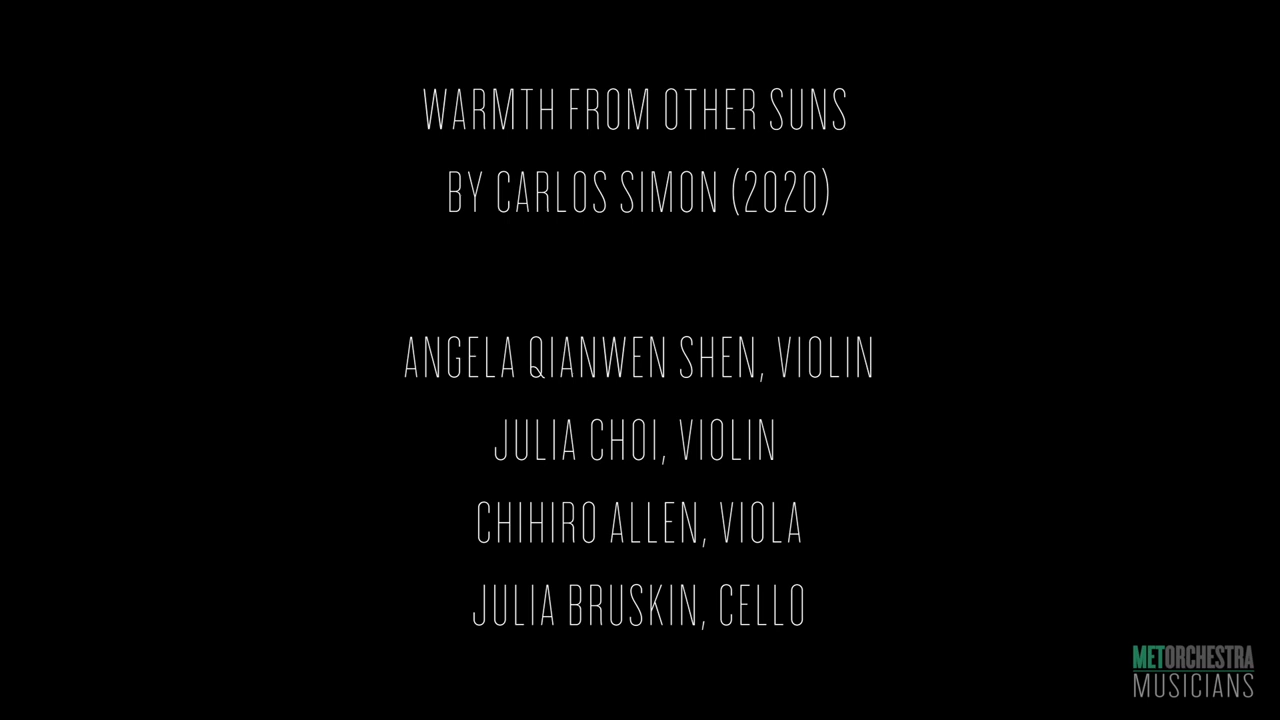 WARMTH FROM OTHER SUNS
BY CARLOS SIMON (2020)
ANGELA QIANWEN SHEN, VIOLIN
JULIA CHOI, VIOLIN
CHIHIRO ALLEN, VIOLA
JULIA BRUSKIN, CELLO
METORCHESTRA
MUSICIANS